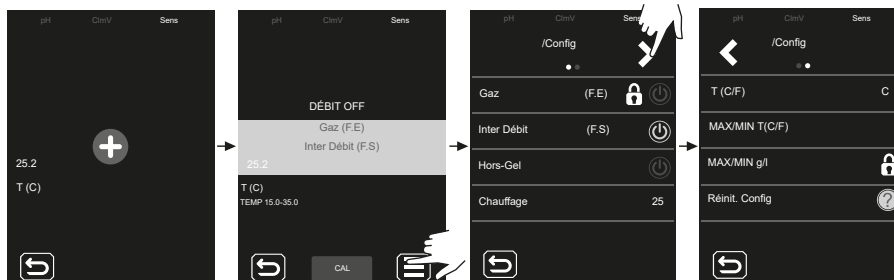 pH ClmV Sens
25.2
T (C)
pH ClmV Sens
DÉBIT OFF
Gaz (F.E)
Inter Débit (F.S)
25.2
T (C)
TEMP 15.0-35.0
CAL
pH ClmV Sens
/Config
Gaz (F.E)
Inter Débit (F.S)
Hors-Gel
Chauffage 25
pH ClmV Sens
/Config
T (C/F) C
MAX/MIN T(C/F)
MAX/MIN g/l
Réinit. Config ?